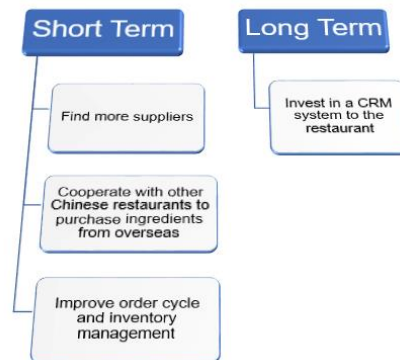 Short Term
Find more suppliers
Cooperate with other
Chinese restaurants to
purchase ingredients
from overseas
Improve order cycle
and inventory
management
Long Term
Invest in a CRM
system to the
restaurant